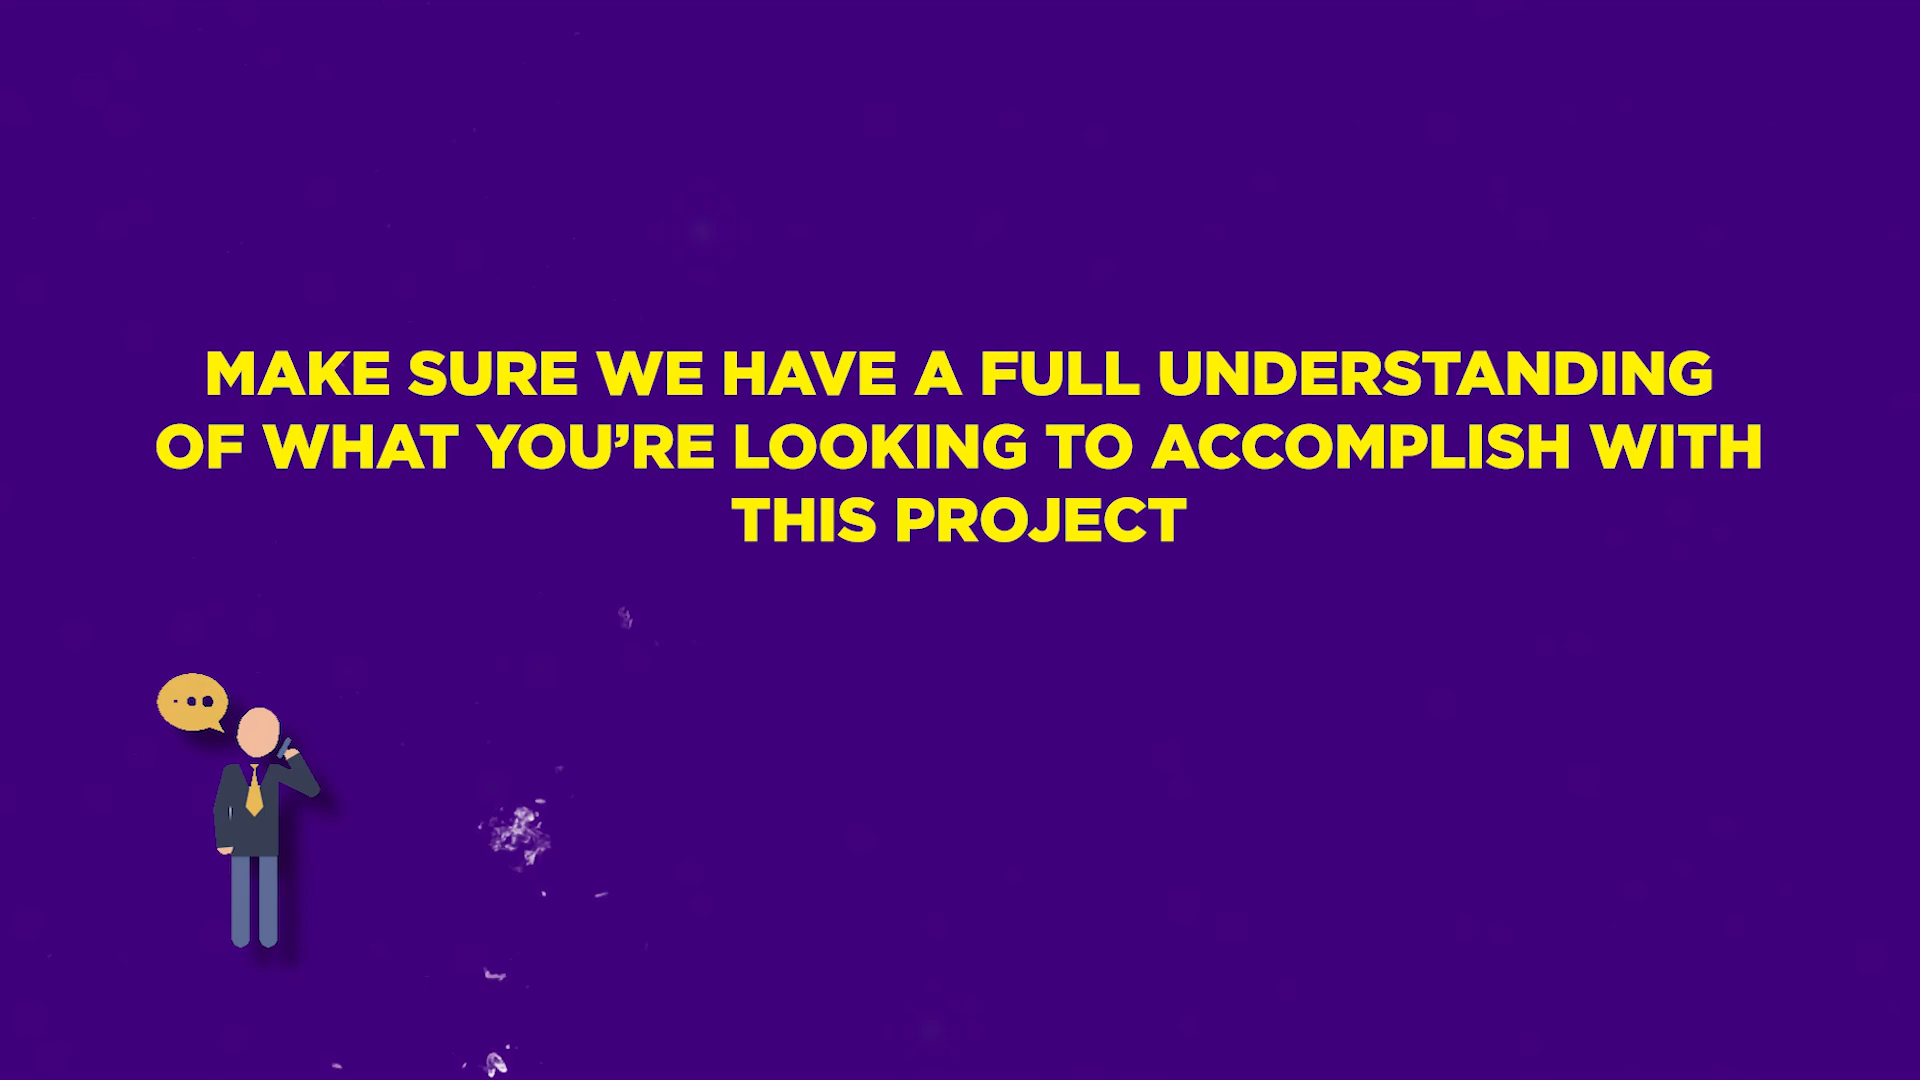 MAKE SURE WE HAVE A FULL UNDERSTANDING
OF WHAT YOU’RE LOOKING TO ACCOMPLISH WITH
THIS PROJECT